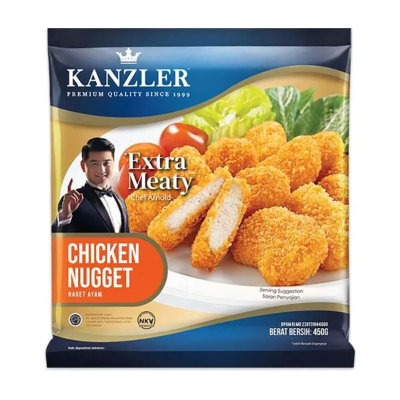 KANZLER
PREMIUM QUALITY SINCE 1999
Extra
Meaty
Chef Arnold
CHICKEN
NUGGET
NAGET AYAM
NKV
Serving Suggestion
Saran Penyajian
BERAT BERSIH: 450G